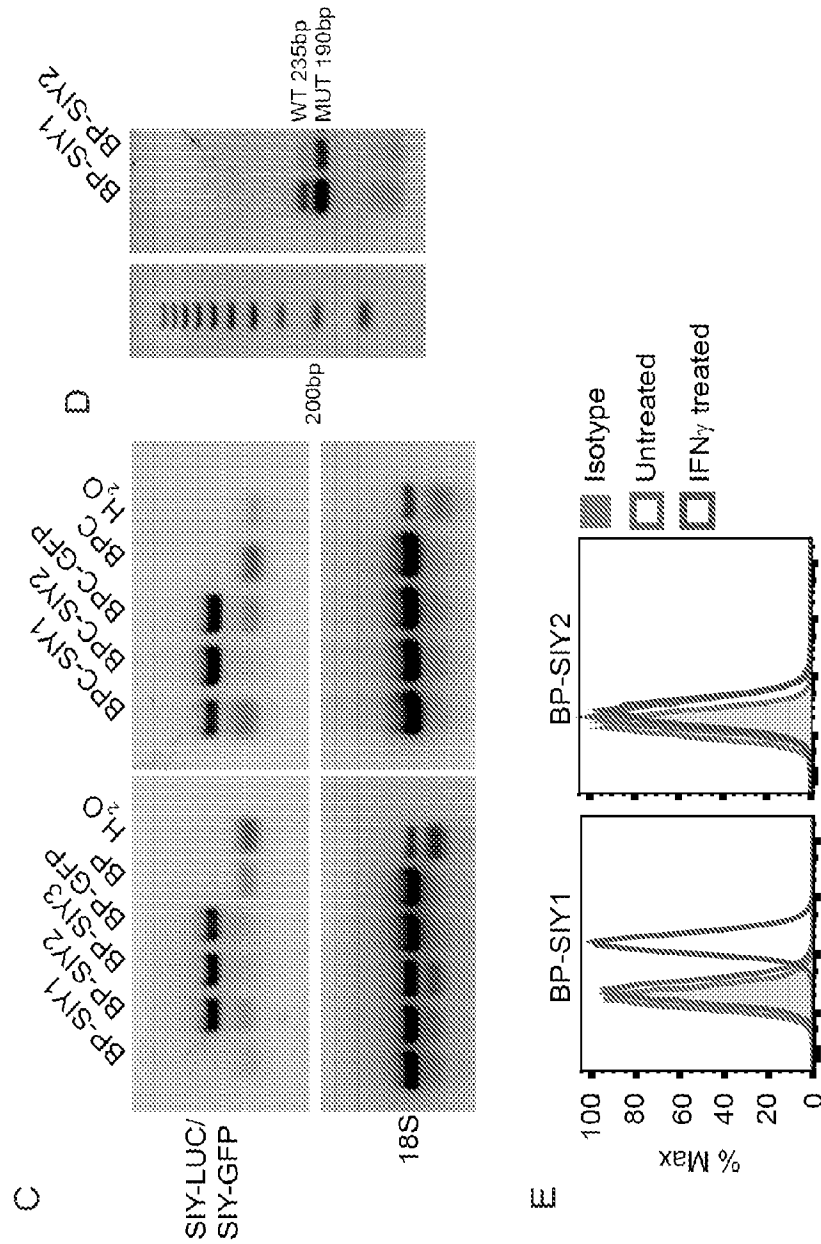 C
BP-SIY1
BP-SIY2
BP-SIY3
BP-GFP
BP
H₂O
BPC-SIY1
BPC-SIY2
BPC-GFP
BPC
H₂O
SIY-LUC/
SIY-GFP
18S
D
BP-SIY1
BP-SIY2
WT 235bp
MUT 190bp
200bp
E
BP-SIY1
BP-SIY2
% Max
100
80
60
40
20
0
Isotype
Untreated
IFNγ treated